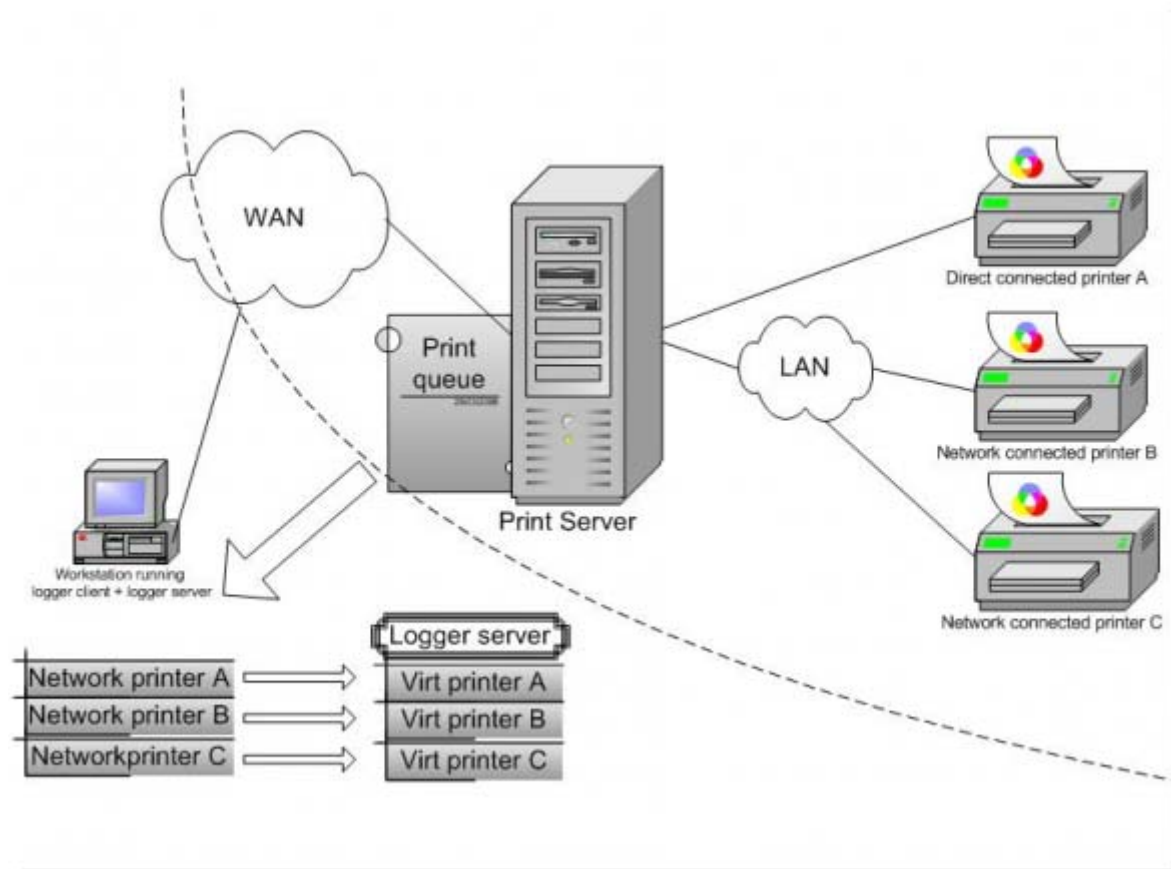 WAN
Print
queue
Print Server
Direct connected printer A
LAN
Network connected printer B
Network connected printer C
Workstation running
logger client + logger server
Logger server
Network printer A
Virt printer A
Network printer B
Virt printer B
Networkprinter C
Virt printer C